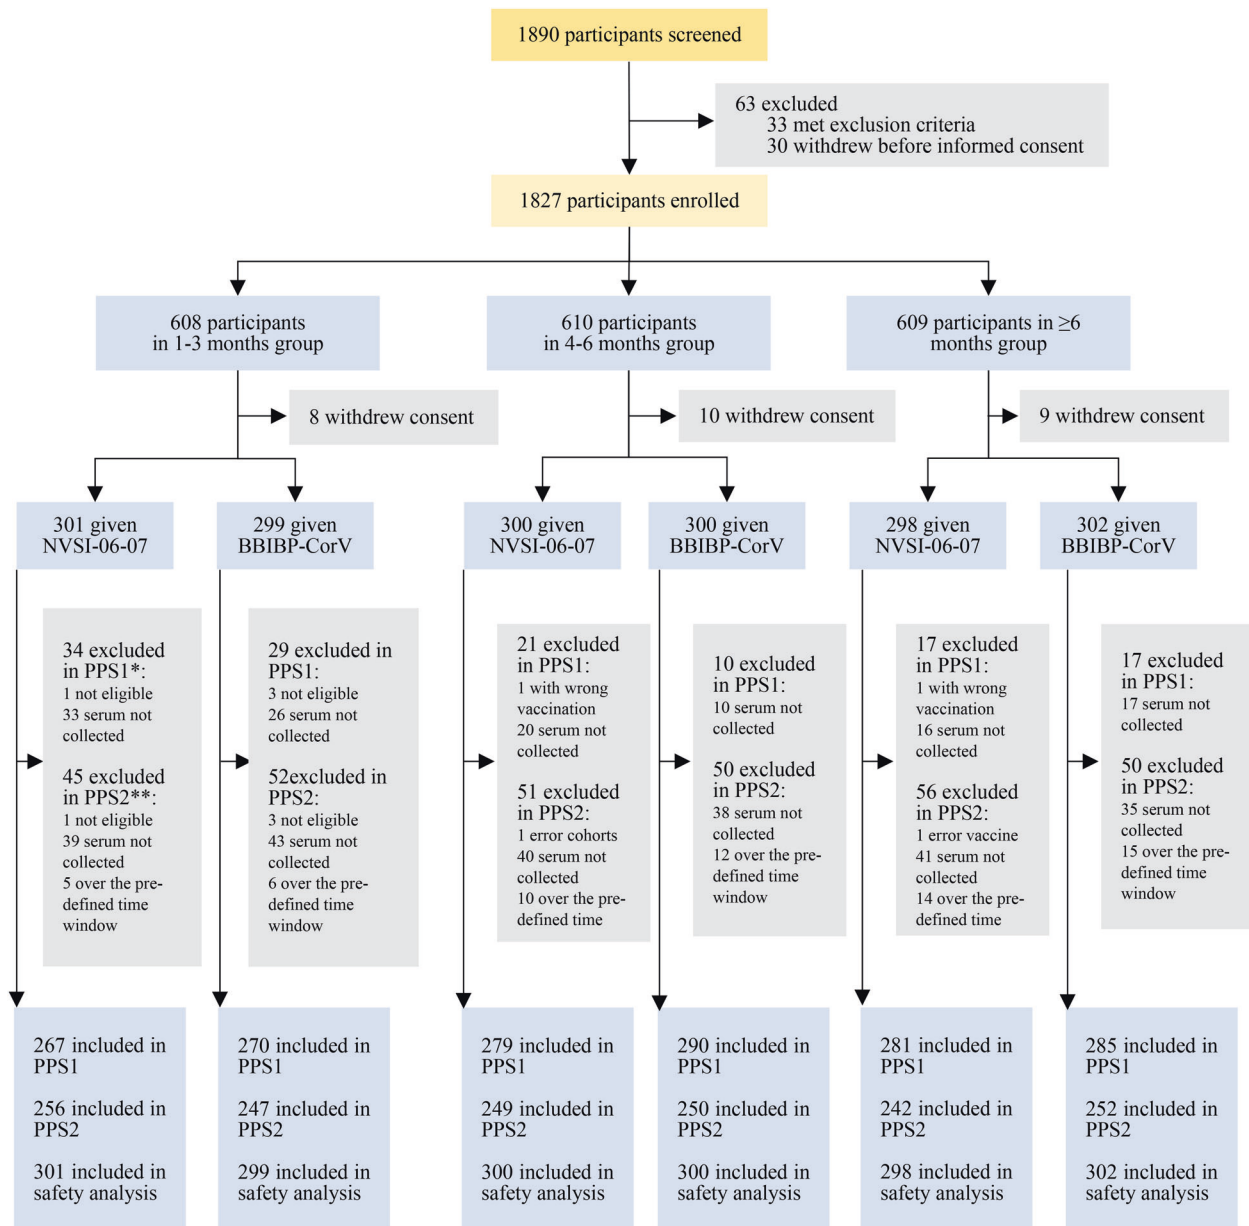 1890 participants screened
63 excluded
33 met exclusion criteria
30 withdrew before informed consent
1827 participants enrolled
608 participants
in 1-3 months group
610 participants
in 4-6 months group
609 participants in ≥6
months group
8 withdrew consent
10 withdrew consent
9 withdrew consent
301 given
NVSI-06-07
299 given
BBIBP-CorV
300 given
NVSI-06-07
300 given
BBIBP-CorV
298 given
NVSI-06-07
302 given
BBIBP-CorV
34 excluded
in PPS1*:
1 not eligible
33 serum not
collected
45 excluded
in PPS2**:
1 not eligible
39 serum not
collected
5 over the pre-
defined time
window
29 excluded in
PPS1:
3 not eligible
26 serum not
collected
52excluded in
PPS2:
3 not eligible
43 serum not
collected
6 over the pre-
defined time
window
21 excluded
in PPS1:
1 with wrong
vaccination
20 serum not
collected
51 excluded
in PPS2:
1 error cohorts
40 serum not
collected
10 over the pre-
defined time
10 excluded
in PPS1:
10 serum not
collected
50 excluded
in PPS2:
38 serum not
collected
12 over the pre-
defined time
window
17 excluded
in PPS1:
1 with wrong
vaccination
16 serum not
collected
56 excluded
in PPS2:
1 error vaccine
41 serum not
collected
14 over the pre-
defined time
17 excluded
in PPS1:
17 serum not
collected
50 excluded
in PPS2:
35 serum not
collected
15 over the pre-
defined time
window
267 included in
PPS1
256 included in
PPS2
301 included in
safety analysis
270 included in
PPS1
247 included in
PPS2
299 included in
safety analysis
279 included in
PPS1
249 included in
PPS2
300 included in
safety analysis
290 included in
PPS1
250 included in
PPS2
300 included in
safety analysis
281 included in
PPS1
242 included in
PPS2
298 included in
safety analysis
285 included in
PPS1
252 included in
PPS2
302 included in
safety analysis